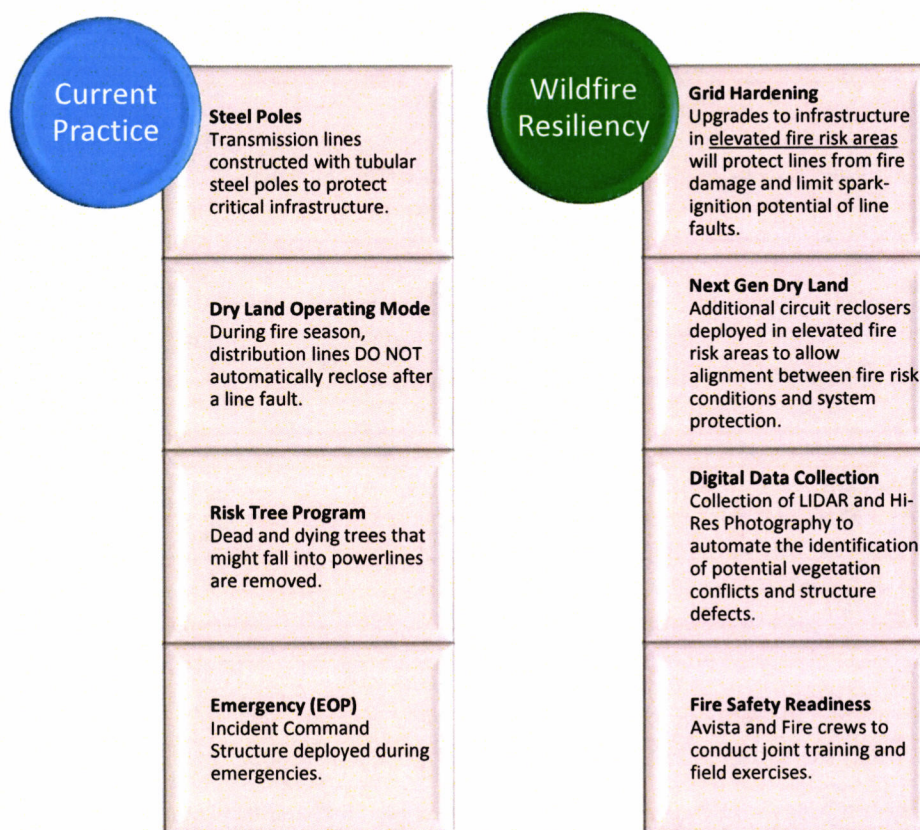 Current
Practice
Steel Poles
Transmission lines
constructed with tubular
steel poles to protect
critical infrastructure.
Dry Land Operating Mode
During fire season,
distribution lines DO NOT
automatically reclose after
a line fault.
Risk Tree Program
Dead and dying trees that
might fall into powerlines
are removed.
Emergency (EOP)
Incident Command
Structure deployed during
emergencies.
Wildfire
Resiliency
Grid Hardening
Upgrades to infrastructure
in elevated fire risk areas
will protect lines from fire
damage and limit spark-
ignition potential of line
faults.
Next Gen Dry Land
Additional circuit reclosers
deployed in elevated fire
risk areas to allow
alignment between fire risk
conditions and system
protection.
Digital Data Collection
Collection of LIDAR and Hi-
Res Photography to
automate the identification
of potential vegetation
conflicts and structure
defects.
Fire Safety Readiness
Avista and Fire crews to
conduct joint training and
field exercises.